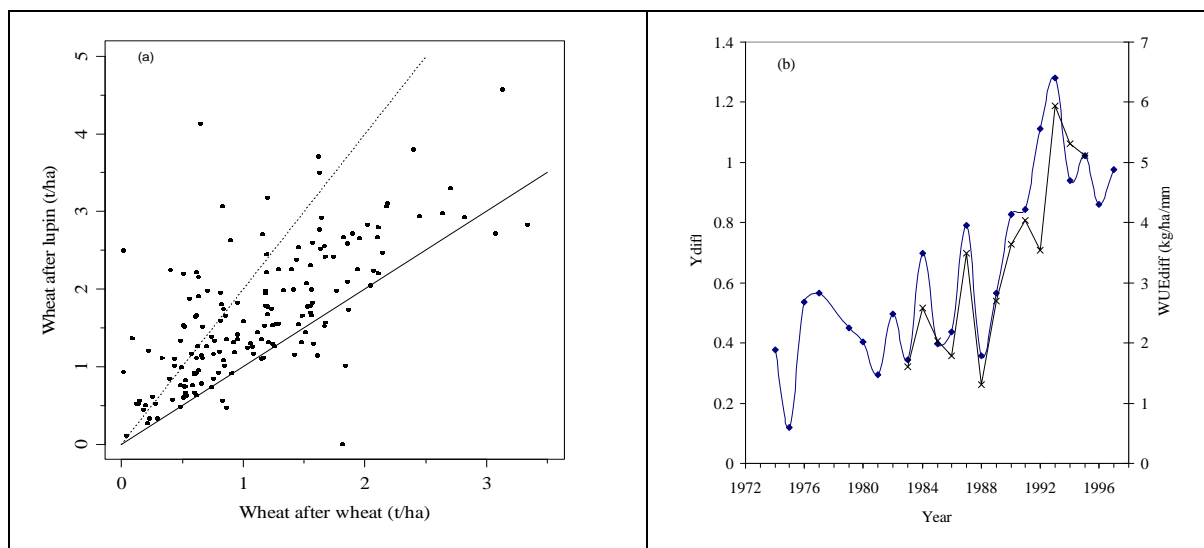 (a)
5
4
3
2
1
0
Wheat after lupin (t/ha)
0 1 2 3
Wheat after wheat (t/ha)
(b)
1.4
1.2
1
0.8
0.6
0.4
0.2
0
Ydifl
7
6
5
4
3
2
1
0
WUEdiff (kg/ha/mm)
1972 1976 1980 1984 1988 1992 1996
Year